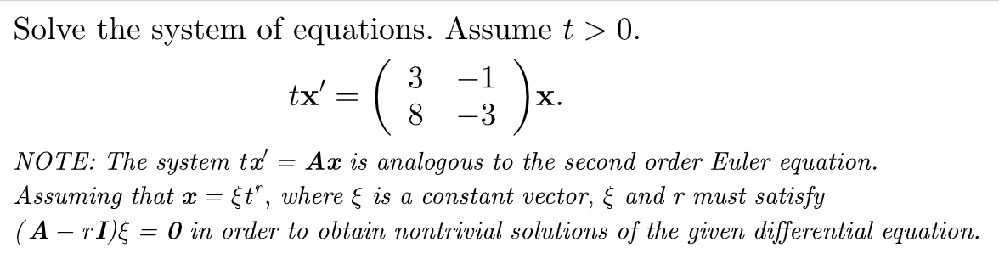 Solve the system of equations. Assume t > 0.
tx′ = ( 3 −1
8 −3 ) x.
NOTE: The system tx′ = Ax is analogous to the second order Euler equation.
Assuming that x = ξtʳ, where ξ is a constant vector, ξ and r must satisfy
(A − rI)ξ = 0 in order to obtain nontrivial solutions of the given differential equation.